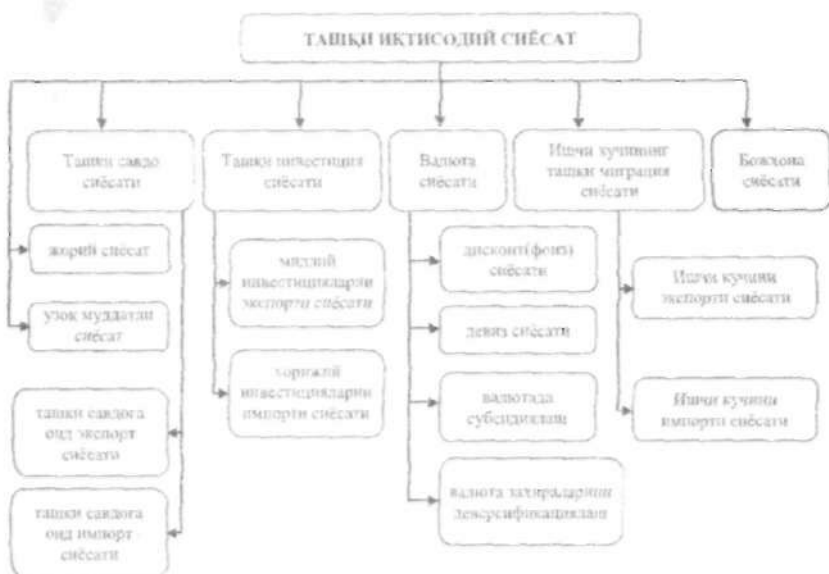 ТАШҚИ ИҚТИСОДИЙ СИЁСАТ
Ташқи савдо
сиёсати
Ташқи инвестиция
сиёсати
Валюта
сиёсати
Ишчи кучининг
ташқи миграция
сиёсати
Божхона
сиёсати
жорий сиёсат
узоқ муддатли
сиёсат
ташқи савдога
оид экспорт
сиёсати
ташқи савдога
оид импорт
сиёсати
миллий
инвестицияларни
экспорти сиёсати
хорижий
инвестицияларни
импорти сиёсати
дисконт(фоиз)
сиёсати
девиз сиёсати
валютада
субсидиялаш
валюта захираларини
деверсификациялаш
Ишчи кучини
экспорти сиёсати
Ишчи кучини
импорти сиёсати